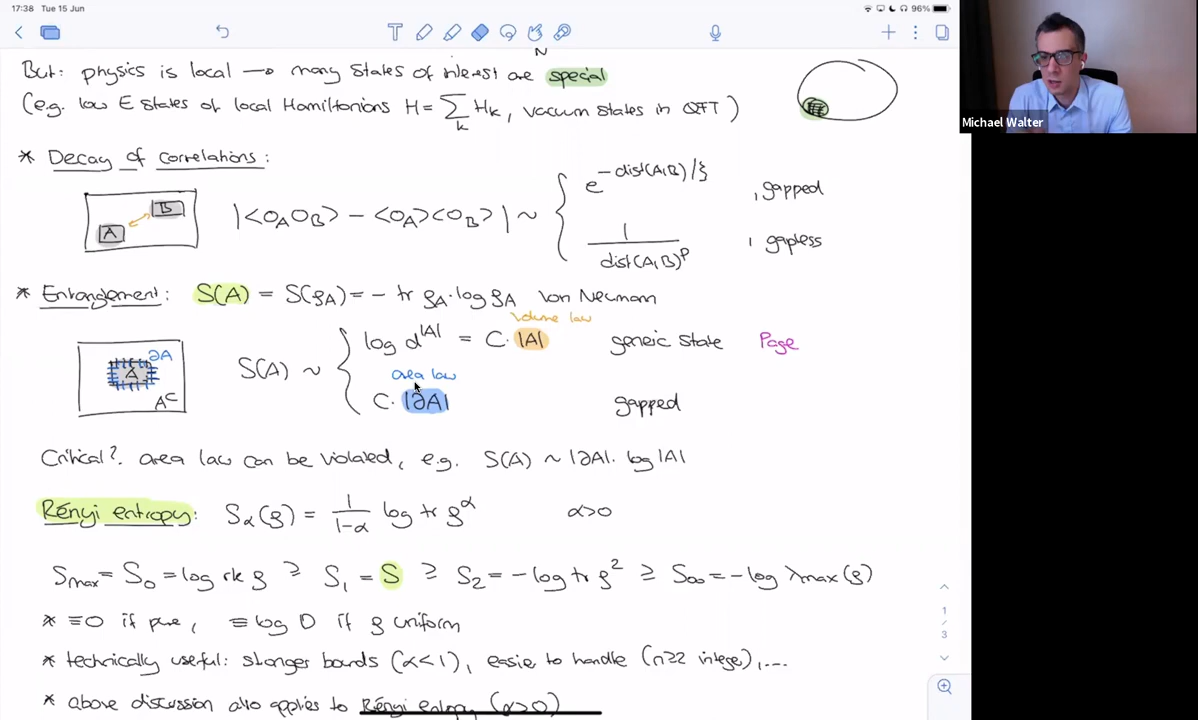 17:38 Tue 15 Jun
96%
N
But: physics is local → many states of interest are special
(e.g. low E states of local Hamiltonians H = ∑_k H_k, vacuum states in QFT)
Michael Walter
* Decay of correlations:
A B
|<O_A O_B> - <O_A><O_B>| ~ { e^{-dist(A,B)/ξ} , gapped
1 / dist(A,B)^p , gapless
* Entanglement: S(A) = S(ρ_A) = - tr ρ_A · log ρ_A von Neumann
volume law
A ∂A A^C
S(A) ~ { log d^{|A|} = C · |A| generic state Page
area law
C · |∂A| gapped
Critical? area law can be violated, e.g. S(A) ~ |∂A| · log |A|
Rényi entropy: S_α(ρ) = 1/(1-α) log tr ρ^α α>0
S_max = S_0 = log rk ρ ≥ S_1 = S ≥ S_2 = - log tr ρ^2 ≥ S_∞ = - log λ_max(ρ)
* ≡0 if pure, ≡ log D if ρ uniform
* technically useful: stronger bounds (α<1), easier to handle (n≥2 integer),...
* above discussion also applies to Rényi entropy (α>0)
1
/
3